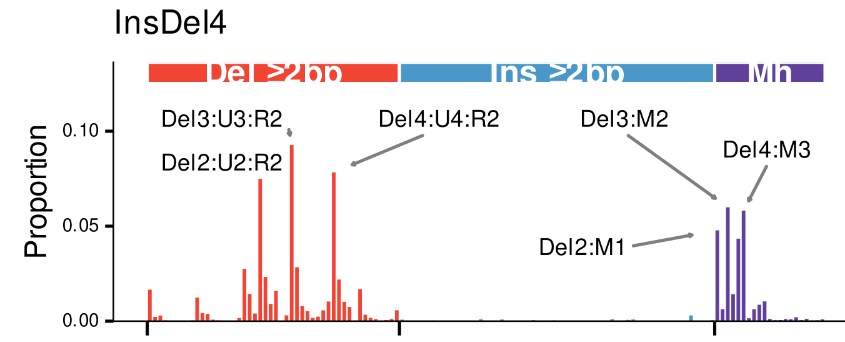 InsDel4
Del ≥2bp Ins ≥2bp Mh
Proportion
0.10
0.05
0.00
Del3:U3:R2 Del4:U4:R2 Del3:M2
Del2:U2:R2 Del4:M3
Del2:M1